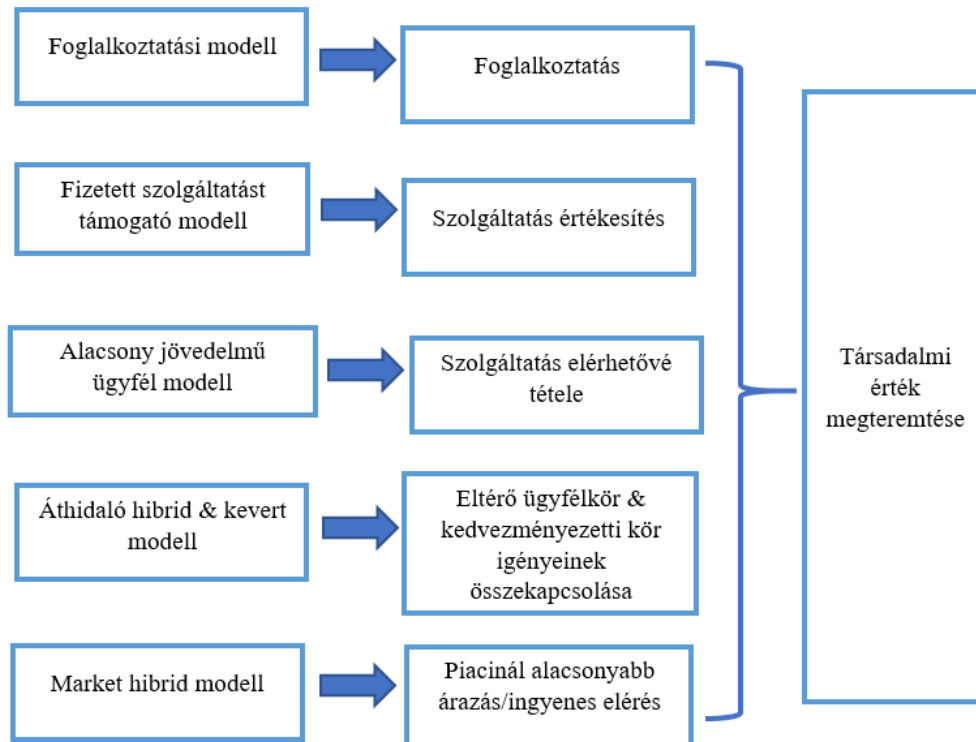 Foglalkoztatási modell
Foglalkoztatás
Fizetett szolgáltatást
támogató modell
Szolgáltatás értékesítés
Alacsony jövedelmű
ügyfél modell
Szolgáltatás elérhetővé
tétele
Áthidaló hibrid & kevert
modell
Eltérő ügyfélkör &
kedvezményezetti kör
igényeinek
összekapcsolása
Market hibrid modell
Piacinál alacsonyabb
árazás/ingyenes elérés
Társadalmi
érték
megteremtése